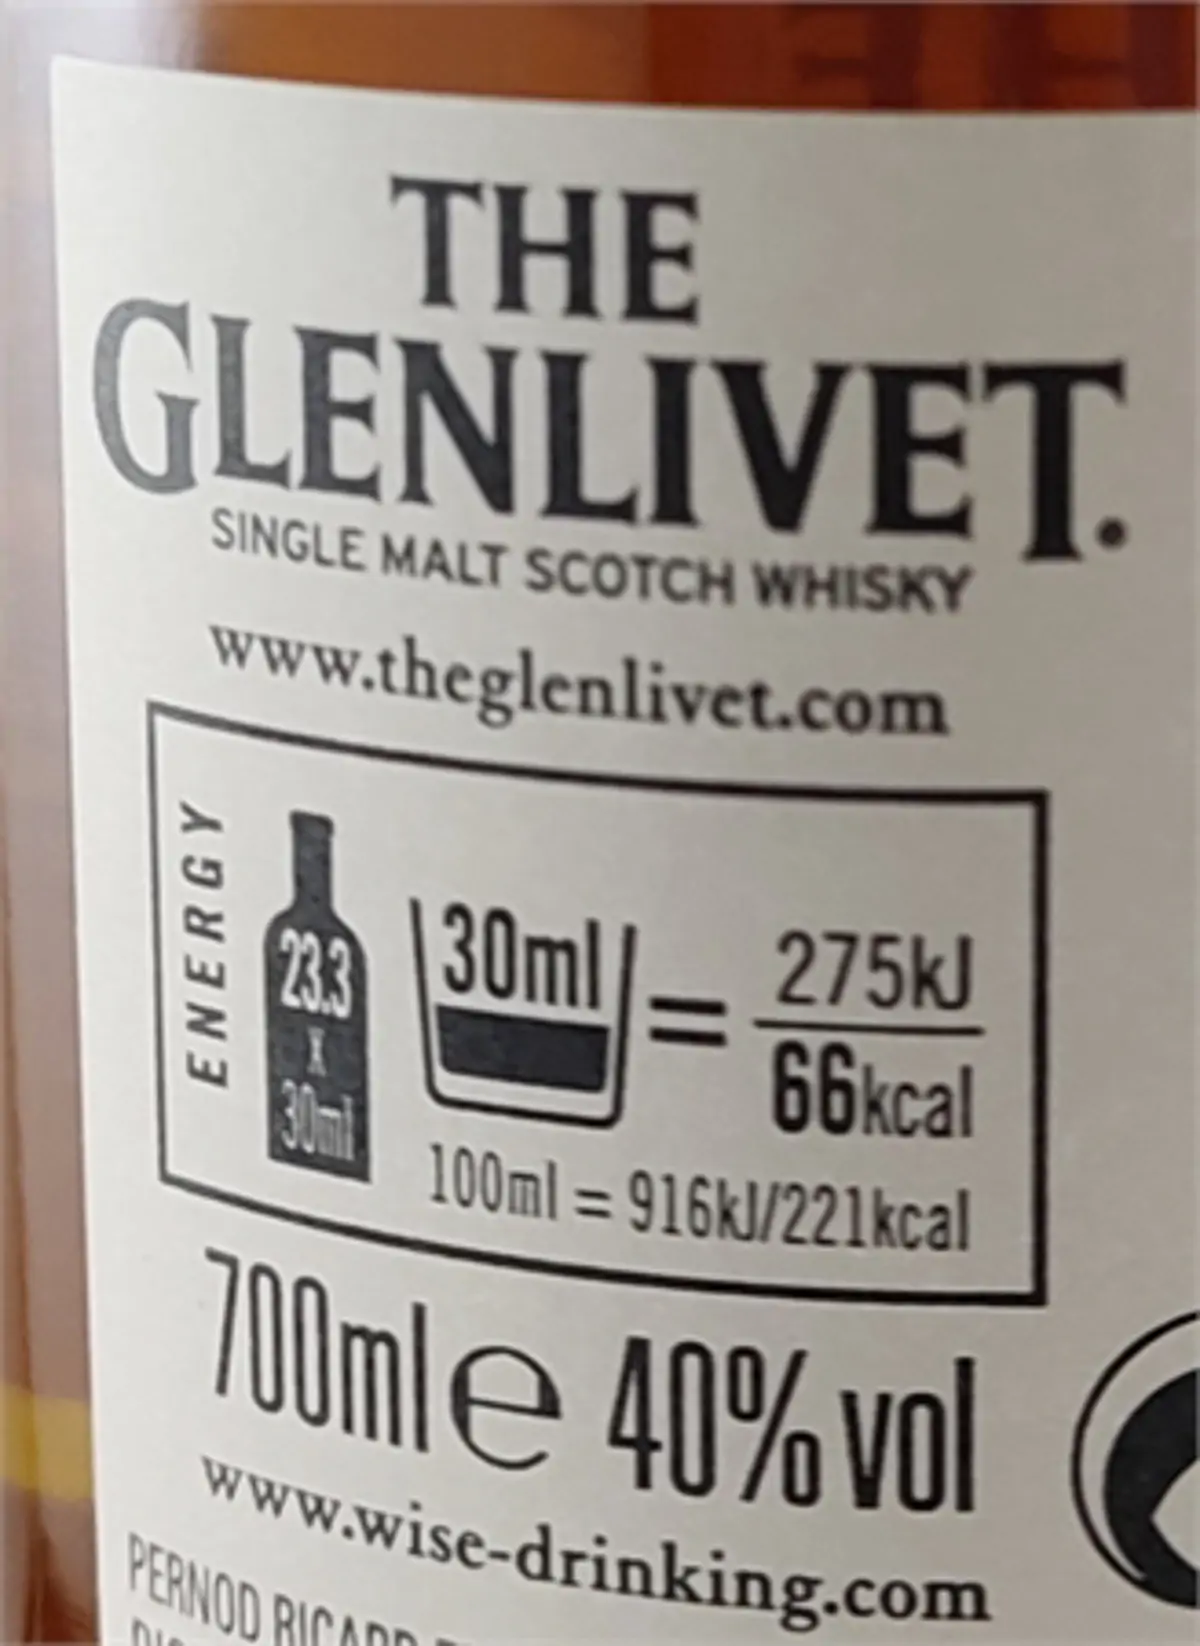 THE
GLENLIVET.
SINGLE MALT SCOTCH WHISKY
www.theglenlivet.com
ENERGY
23.3
x
30ml
30ml
=
275kJ
66kcal
100ml = 916kJ/221kcal
700ml e 40% vol
www.wise-drinking.com
PERNOD RICARD